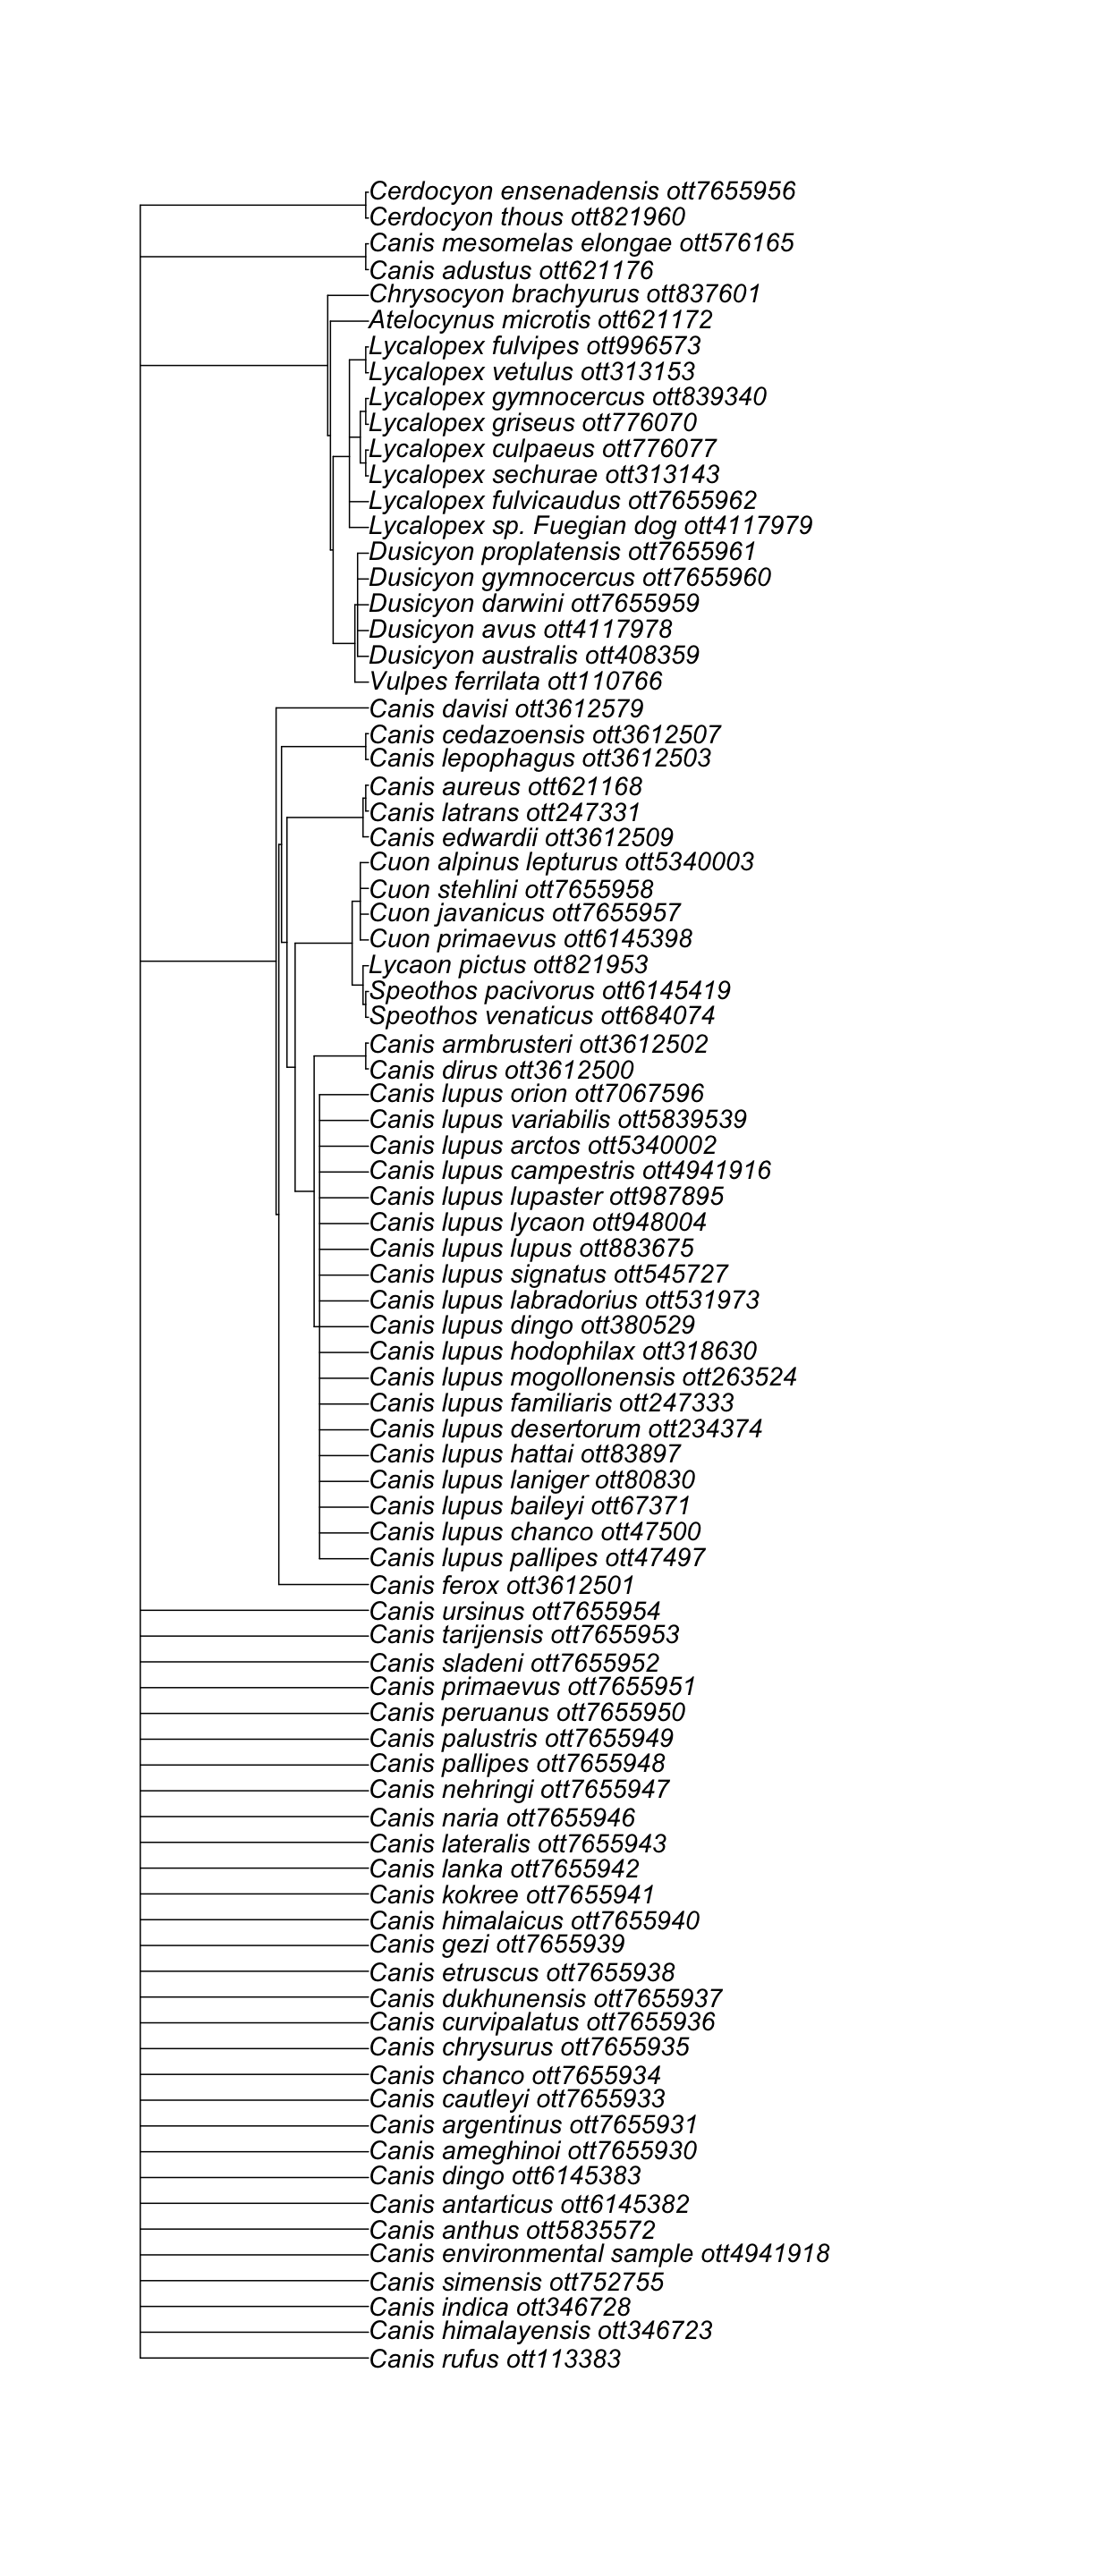 Cerdocyon ensenadensis ott7655956
Cerdocyon thous ott821960
Canis mesomelas elongae ott576165
Canis adustus ott621176
Chrysocyon brachyurus ott837601
Atelocynus microtis ott621172
Lycalopex fulvipes ott996573
Lycalopex vetulus ott313153
Lycalopex gymnocercus ott839340
Lycalopex griseus ott776070
Lycalopex culpaeus ott776077
Lycalopex sechurae ott313143
Lycalopex fulvicaudus ott7655962
Lycalopex sp. Fuegian dog ott4117979
Dusicyon proplatensis ott7655961
Dusicyon gymnocercus ott7655960
Dusicyon darwini ott7655959
Dusicyon avus ott4117978
Dusicyon australis ott408359
Vulpes ferrilata ott110766
Canis davisi ott3612579
Canis cedazoensis ott3612507
Canis lepophagus ott3612503
Canis aureus ott621168
Canis latrans ott247331
Canis edwardii ott3612509
Cuon alpinus lepturus ott5340003
Cuon stehlini ott7655958
Cuon javanicus ott7655957
Cuon primaevus ott6145398
Lycaon pictus ott821953
Speothos pacivorus ott6145419
Speothos venaticus ott684074
Canis armbrusteri ott3612502
Canis dirus ott3612500
Canis lupus orion ott7067596
Canis lupus variabilis ott5839539
Canis lupus arctos ott5340002
Canis lupus campestris ott4941916
Canis lupus lupaster ott987895
Canis lupus lycaon ott948004
Canis lupus lupus ott883675
Canis lupus signatus ott545727
Canis lupus labradorius ott531973
Canis lupus dingo ott380529
Canis lupus hodophilax ott318630
Canis lupus mogollonensis ott263524
Canis lupus familiaris ott247333
Canis lupus desertorum ott234374
Canis lupus hattai ott83897
Canis lupus laniger ott80830
Canis lupus baileyi ott67371
Canis lupus chanco ott47500
Canis lupus pallipes ott47497
Canis ferox ott3612501
Canis ursinus ott7655954
Canis tarijensis ott7655953
Canis sladeni ott7655952
Canis primaevus ott7655951
Canis peruanus ott7655950
Canis palustris ott7655949
Canis pallipes ott7655948
Canis nehringi ott7655947
Canis naria ott7655946
Canis lateralis ott7655943
Canis lanka ott7655942
Canis kokree ott7655941
Canis himalaicus ott7655940
Canis gezi ott7655939
Canis etruscus ott7655938
Canis dukhunensis ott7655937
Canis curvipalatus ott7655936
Canis chrysurus ott7655935
Canis chanco ott7655934
Canis cautleyi ott7655933
Canis argentinus ott7655931
Canis ameghinoi ott7655930
Canis dingo ott6145383
Canis antarticus ott6145382
Canis anthus ott5835572
Canis environmental sample ott4941918
Canis simensis ott752755
Canis indica ott346728
Canis himalayensis ott346723
Canis rufus ott113383